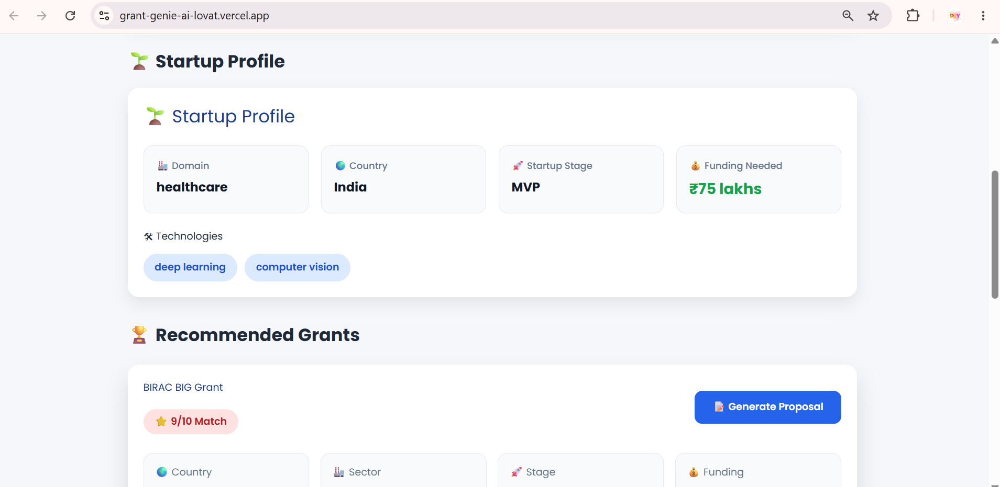 grant-genie-ai-lovat.vercel.app
DIY
Startup Profile
Startup Profile
Domain
healthcare
Country
India
Startup Stage
MVP
Funding Needed
₹75 lakhs
Technologies
deep learning
computer vision
Recommended Grants
BIRAC BIG Grant
9/10 Match
Generate Proposal
Country
Sector
Stage
Funding